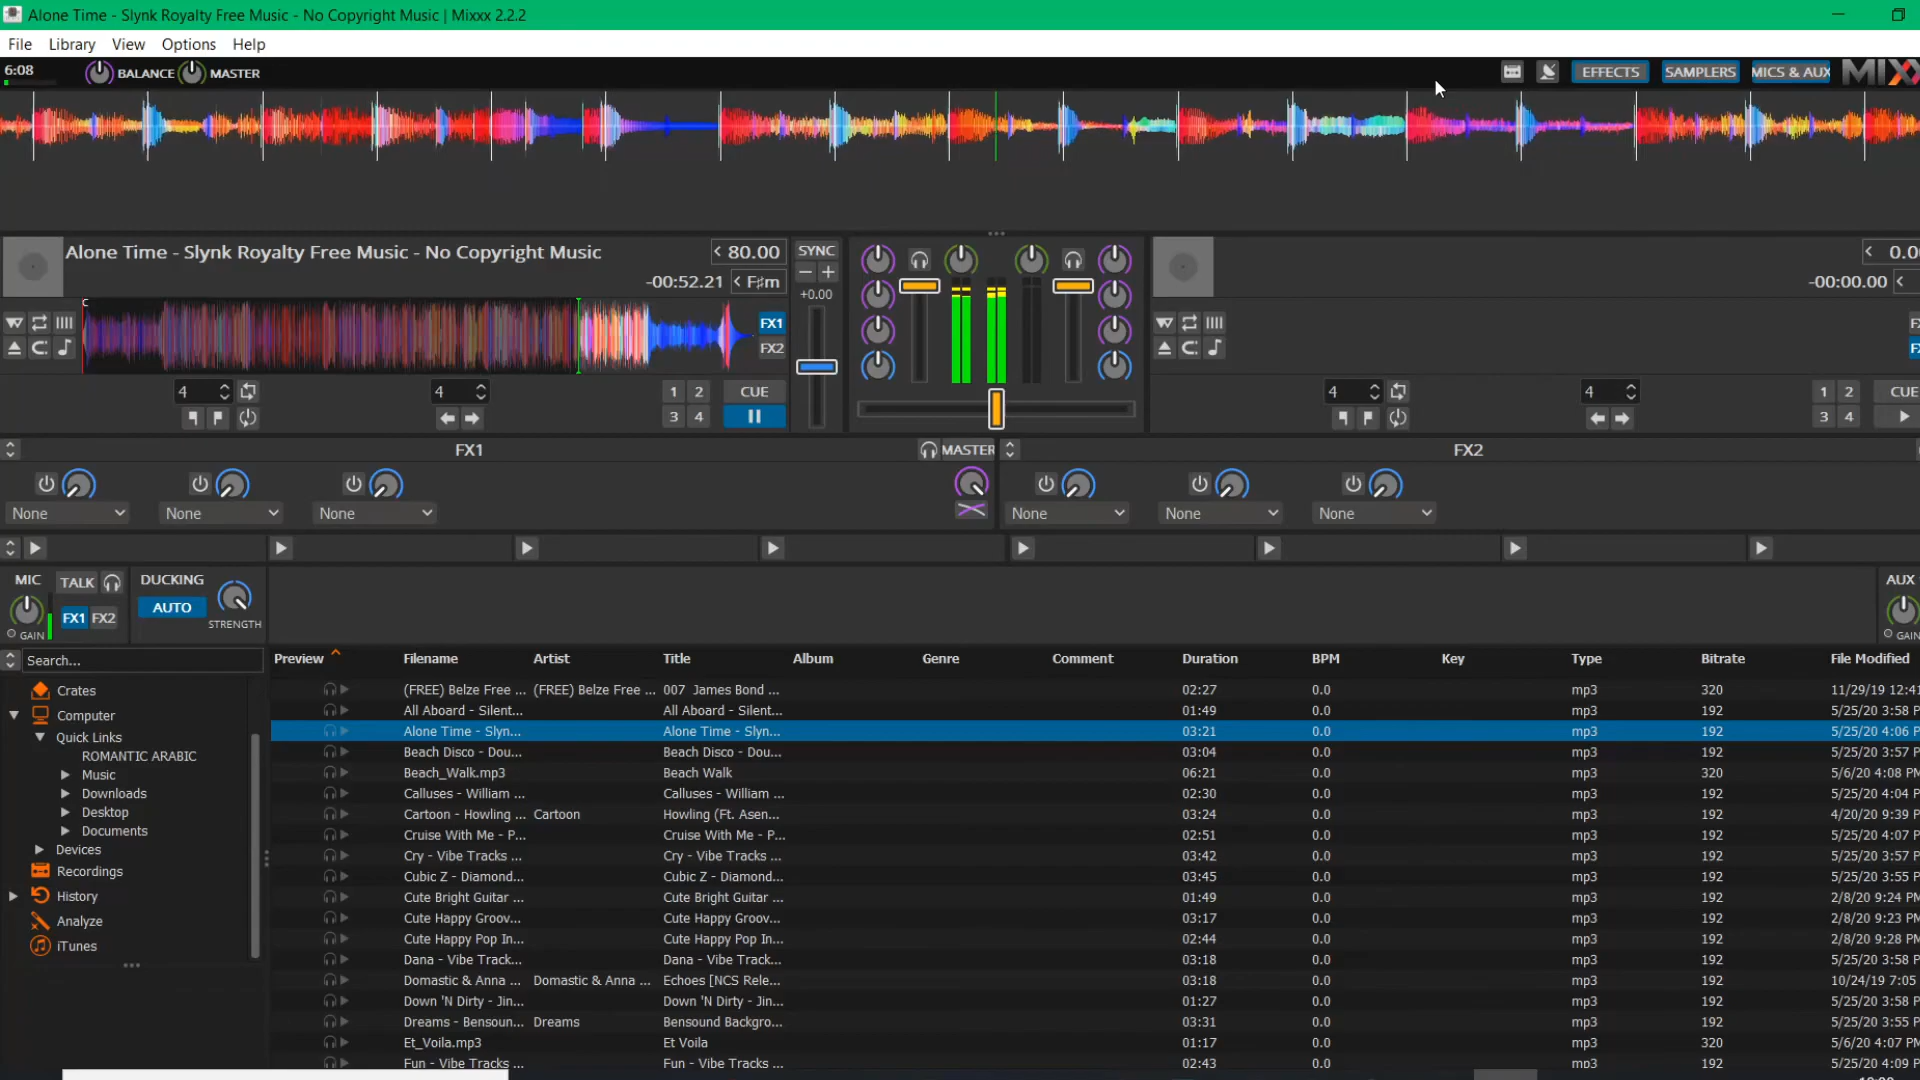 Alone Time - Slynk Royalty Free Music - No Copyright Music | Mixxx 2.2.2
File Library View Options Help
6:08 BALANCE MASTER EFFECTS SAMPLERS MICS & AUX MIXX
Alone Time - Slynk Royalty Free Music - No Copyright Music < 80.00 SYNC < 0.0
-00:52.21 < F♯m - + -00:00.00 <
+0.00
C
FX1
FX2
4 4 1 2 CUE 4 4 1 2 CUE
3 4 3 4
FX1 MASTER FX2
None None None None None None
MIC TALK DUCKING AUX
FX1 FX2 AUTO
GAIN STRENGTH GAIN
Search... Preview Filename Artist Title Album Genre Comment Duration BPM Key Type Bitrate File Modified
Crates
Computer
Quick Links
ROMANTIC ARABIC
Music
Downloads
Desktop
Documents
Devices
Recordings
History
Analyze
iTunes
(FREE) Belze Free ... (FREE) Belze Free ... 007 James Bond ... 02:27 0.0 mp3 320 11/29/19 12:41
All Aboard - Silent... All Aboard - Silent... 01:49 0.0 mp3 192 5/25/20 3:58 P
Alone Time - Slyn... Alone Time - Slyn... 03:21 0.0 mp3 192 5/25/20 4:06 P
Beach Disco - Dou... Beach Disco - Dou... 03:04 0.0 mp3 192 5/25/20 3:57 P
Beach_Walk.mp3 Beach Walk 06:21 0.0 mp3 320 5/6/20 4:08 PM
Calluses - William ... Calluses - William ... 02:30 0.0 mp3 192 5/25/20 4:04 P
Cartoon - Howling ... Cartoon Howling (Ft. Asen... 03:24 0.0 mp3 192 4/20/20 9:39 P
Cruise With Me - P... Cruise With Me - P... 02:51 0.0 mp3 192 5/25/20 4:07 P
Cry - Vibe Tracks ... Cry - Vibe Tracks ... 03:42 0.0 mp3 192 5/25/20 3:57 P
Cubic Z - Diamond... Cubic Z - Diamond... 03:45 0.0 mp3 192 5/25/20 3:55 P
Cute Bright Guitar ... Cute Bright Guitar ... 01:49 0.0 mp3 192 2/8/20 9:24 PM
Cute Happy Groov... Cute Happy Groov... 03:17 0.0 mp3 192 2/8/20 9:23 PM
Cute Happy Pop In... Cute Happy Pop In... 02:44 0.0 mp3 192 2/8/20 9:28 PM
Dana - Vibe Track... Dana - Vibe Track... 03:18 0.0 mp3 192 5/25/20 3:58 P
Domastic & Anna ... Domastic & Anna ... Echoes [NCS Rele... 03:18 0.0 mp3 192 10/24/19 7:05
Down 'N Dirty - Jin... Down 'N Dirty - Jin... 01:27 0.0 mp3 192 5/25/20 3:58 P
Dreams - Bensoun... Dreams Bensound Backgro... 03:31 0.0 mp3 192 5/25/20 3:55 P
Et_Voila.mp3 Et Voila 01:17 0.0 mp3 320 5/6/20 4:07 PM
Fun - Vibe Tracks ... Fun - Vibe Tracks ... 02:43 0.0 mp3 192 5/25/20 4:09 P